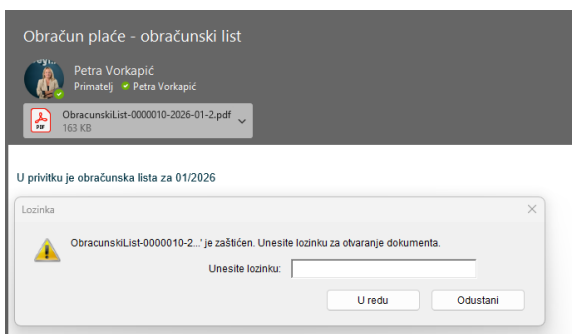 Obračun plaće - obračunski list
Petra Vorkapić
Primatelj Petra Vorkapić
ObracunskiList-0000010-2026-01-2.pdf
163 KB
U privitku je obračunska lista za 01/2026
Lozinka
ObracunskiList-0000010-2...' je zaštićen. Unesite lozinku za otvaranje dokumenta.
Unesite lozinku:
U redu
Odustani